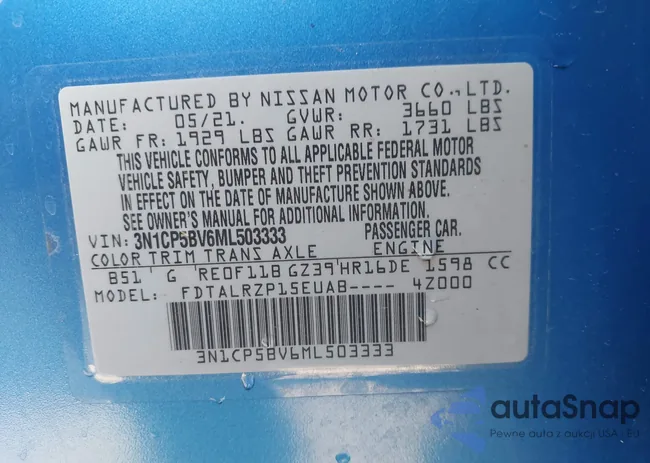 MANUFACTURED BY NISSAN MOTOR CO., LTD.
DATE: 05/21. GVWR: 3660 LBS
GAWR FR: 1929 LBS GAWR RR: 1731 LBS
THIS VEHICLE CONFORMS TO ALL APPLICABLE FEDERAL MOTOR
VEHICLE SAFETY, BUMPER AND THEFT PREVENTION STANDARDS
IN EFFECT ON THE DATE OF MANUFACTURE SHOWN ABOVE.
SEE OWNER'S MANUAL FOR ADDITIONAL INFORMATION.
VIN: 3N1CP5BV6ML503333 PASSENGER CAR.
COLOR TRIM TRANS AXLE ENGINE
B51 ' G ' RE0F11B GZ39'HR16DE 1598 CC
MODEL: FDTALRZP15EUAB---- 4Z000
3N1CP5BV6ML503333
autaSnap
Pewne auto z aukcji USA - EU